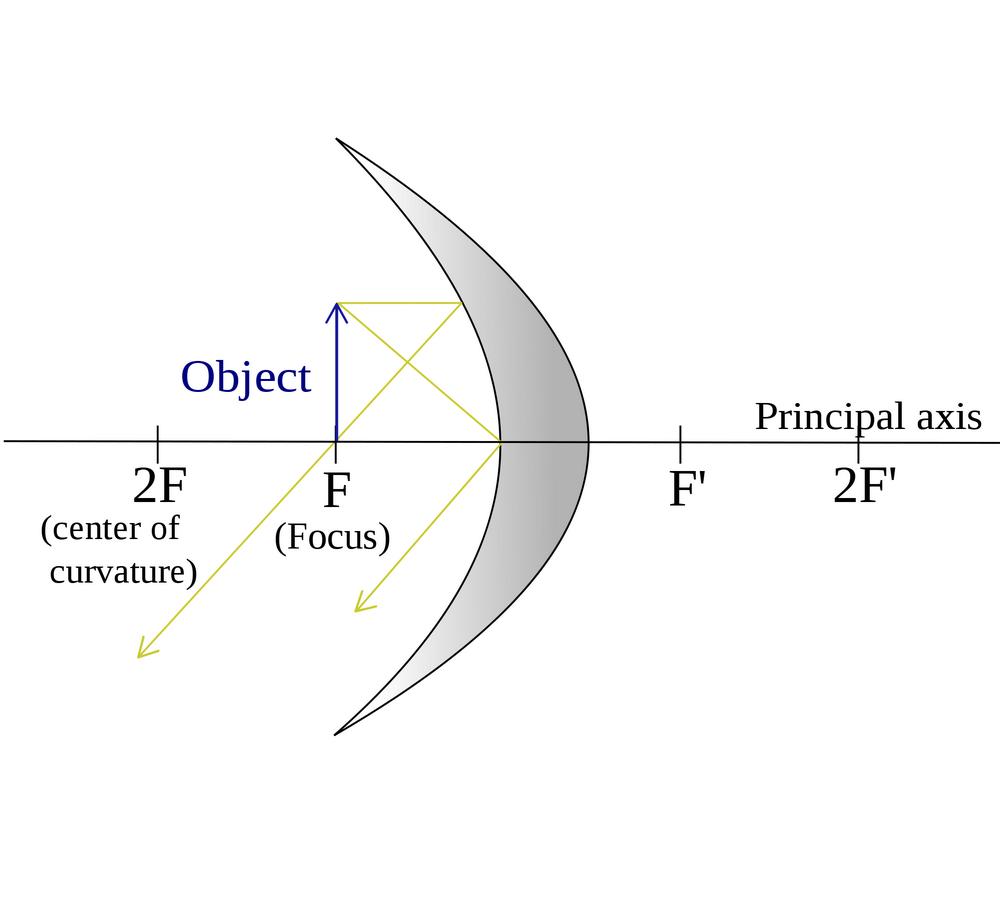 Object
Principal axis
2F
F
F'
2F'
(center of
curvature)
(Focus)